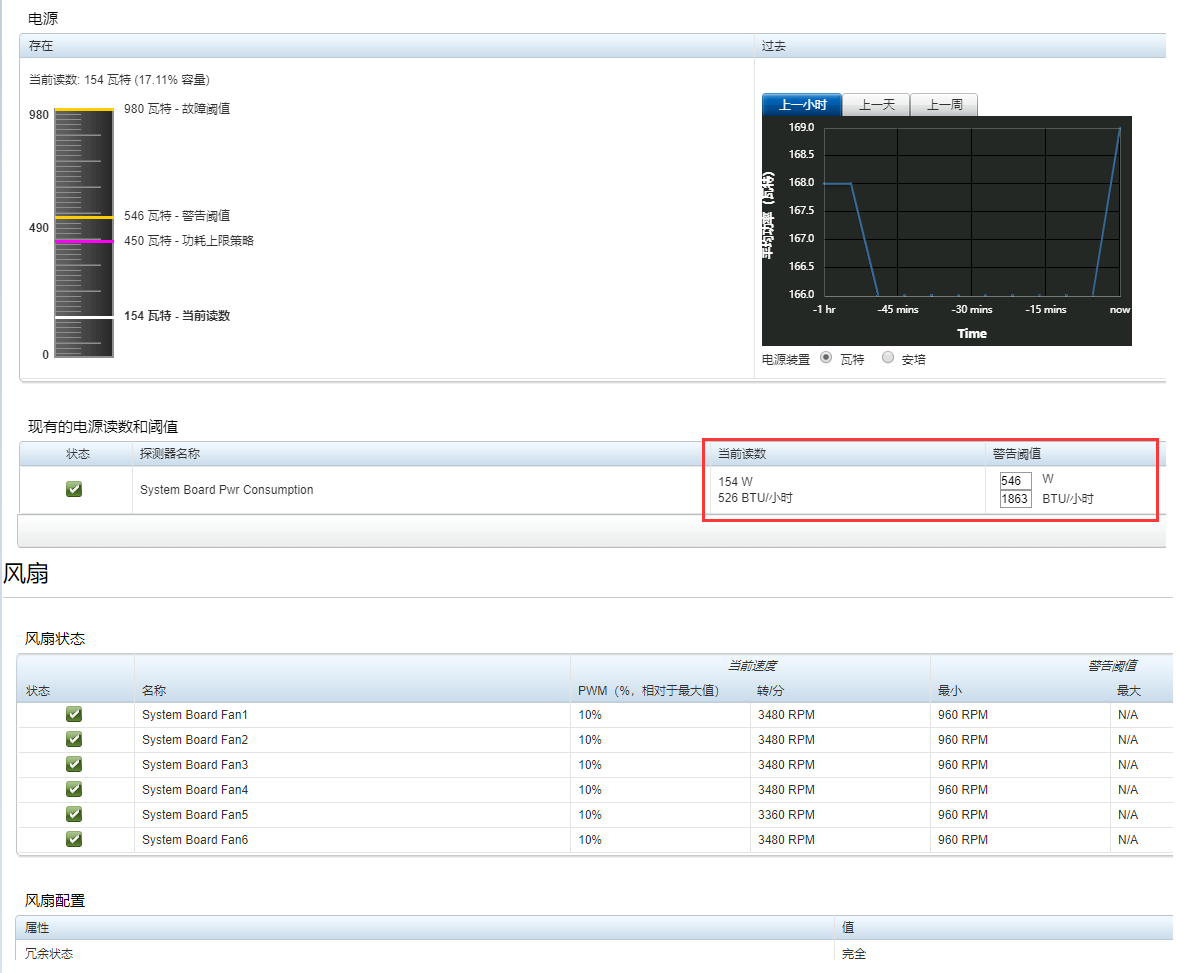 电源
存在
过去
当前读数: 154 瓦特 (17.11% 容量)
980
980 瓦特 - 故障阈值
546 瓦特 - 警告阈值
490
450 瓦特 - 功耗上限策略
154 瓦特 - 当前读数
0
上一小时 上一天 上一周
169.0
168.5
168.0
167.5
167.0
166.5
166.0
平均功率 (瓦特)
-1 hr -45 mins -30 mins -15 mins now
Time
电源装置 瓦特 安培
现有的电源读数和阈值
状态 探测器名称 当前读数 警告阈值
System Board Pwr Consumption
154 W
526 BTU/小时
546 W
1863 BTU/小时
风扇
风扇状态
当前速度 警告阈值
状态 名称 PWM（%，相对于最大值) 转/分 最小 最大
System Board Fan1 10% 3480 RPM 960 RPM N/A
System Board Fan2 10% 3480 RPM 960 RPM N/A
System Board Fan3 10% 3480 RPM 960 RPM N/A
System Board Fan4 10% 3480 RPM 960 RPM N/A
System Board Fan5 10% 3360 RPM 960 RPM N/A
System Board Fan6 10% 3480 RPM 960 RPM N/A
风扇配置
属性 值
冗余状态 完全